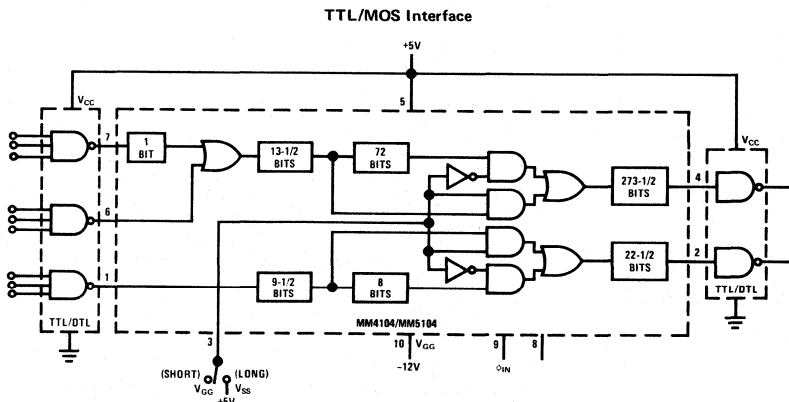 TTL/MOS Interface
+5V
VCC
5
VCC
7
1 BIT
13-1/2 BITS
72 BITS
273-1/2 BITS
4
6
1
9-1/2 BITS
8 BITS
22-1/2 BITS
2
TTL/DTL
TTL/DTL
MM4104/MM5104
3
10
VGG
9
8
-12V
ϕIN
(SHORT)
(LONG)
VGG
VSS
+5V